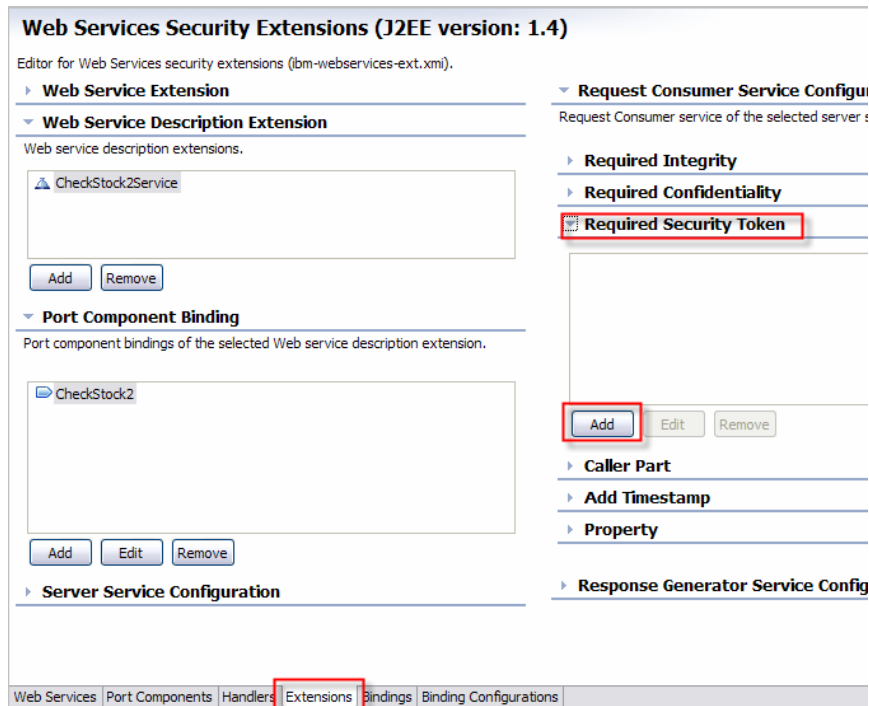 Web Services Security Extensions (J2EE version: 1.4)
Editor for Web Services security extensions (ibm-webservices-ext.xmi).
Web Service Extension
Web Service Description Extension
Web service description extensions.
CheckStock2Service
Add Remove
Port Component Binding
Port component bindings of the selected Web service description extension.
CheckStock2
Add Edit Remove
Server Service Configuration
Request Consumer Service Configu
Request Consumer service of the selected server s
Required Integrity
Required Confidentiality
Required Security Token
Add Edit Remove
Caller Part
Add Timestamp
Property
Response Generator Service Config
Web Services Port Components Handlers Extensions Bindings Binding Configurations